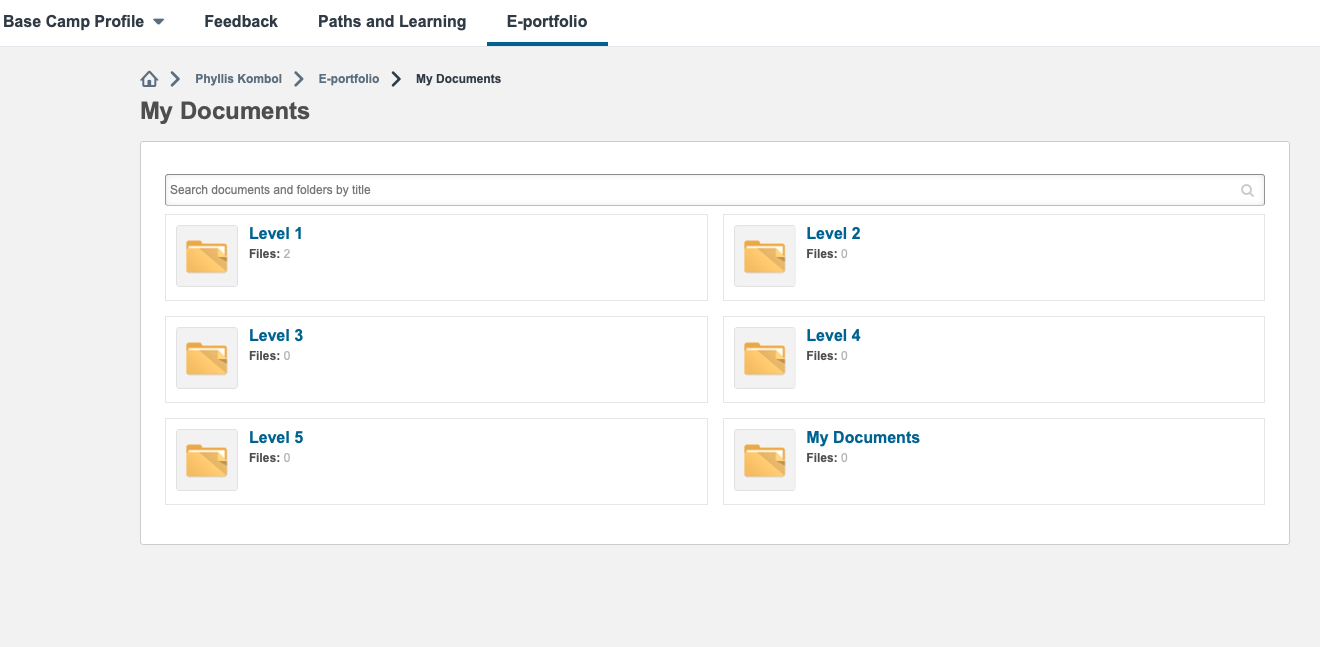 Base Camp Profile Feedback Paths and Learning E-portfolio
Phyllis Kombol E-portfolio My Documents
My Documents
Search documents and folders by title
Level 1
Files: 2
Level 2
Files: 0
Level 3
Files: 0
Level 4
Files: 0
Level 5
Files: 0
My Documents
Files: 0